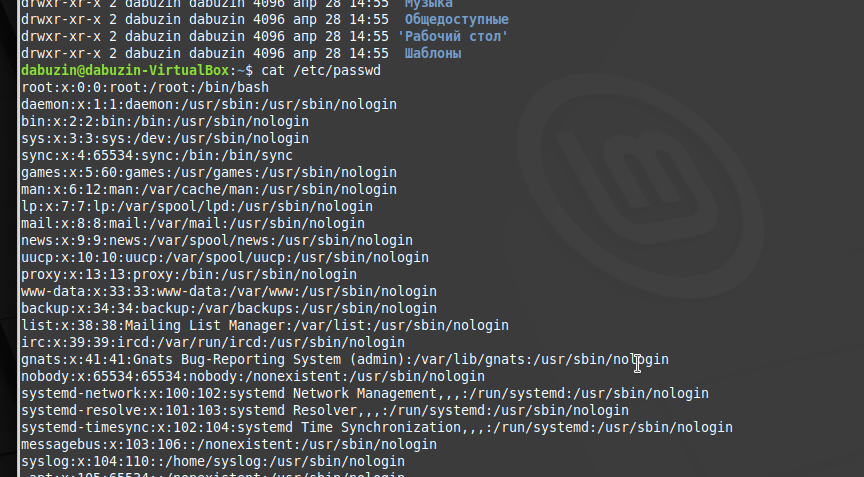 drwxr-xr-x 2 dabuzin dabuzin 4096 апр 28 14:55  Музыка
drwxr-xr-x 2 dabuzin dabuzin 4096 апр 28 14:55  Общедоступные
drwxr-xr-x 2 dabuzin dabuzin 4096 апр 28 14:55 'Рабочий стол'
drwxr-xr-x 2 dabuzin dabuzin 4096 апр 28 14:55  Шаблоны
dabuzin@dabuzin-VirtualBox:~$ cat /etc/passwd
root:x:0:0:root:/root:/bin/bash
daemon:x:1:1:daemon:/usr/sbin:/usr/sbin/nologin
bin:x:2:2:bin:/bin:/usr/sbin/nologin
sys:x:3:3:sys:/dev:/usr/sbin/nologin
sync:x:4:65534:sync:/bin:/bin/sync
games:x:5:60:games:/usr/games:/usr/sbin/nologin
man:x:6:12:man:/var/cache/man:/usr/sbin/nologin
lp:x:7:7:lp:/var/spool/lpd:/usr/sbin/nologin
mail:x:8:8:mail:/var/mail:/usr/sbin/nologin
news:x:9:9:news:/var/spool/news:/usr/sbin/nologin
uucp:x:10:10:uucp:/var/spool/uucp:/usr/sbin/nologin
proxy:x:13:13:proxy:/bin:/usr/sbin/nologin
www-data:x:33:33:www-data:/var/www:/usr/sbin/nologin
backup:x:34:34:backup:/var/backups:/usr/sbin/nologin
list:x:38:38:Mailing List Manager:/var/list:/usr/sbin/nologin
irc:x:39:39:ircd:/var/run/ircd:/usr/sbin/nologin
gnats:x:41:41:Gnats Bug-Reporting System (admin):/var/lib/gnats:/usr/sbin/nologin
nobody:x:65534:65534:nobody:/nonexistent:/usr/sbin/nologin
systemd-network:x:100:102:systemd Network Management,,,:/run/systemd:/usr/sbin/nologin
systemd-resolve:x:101:103:systemd Resolver,,,:/run/systemd:/usr/sbin/nologin
systemd-timesync:x:102:104:systemd Time Synchronization,,,:/run/systemd:/usr/sbin/nologin
messagebus:x:103:106::/nonexistent:/usr/sbin/nologin
syslog:x:104:110::/home/syslog:/usr/sbin/nologin
_apt:x:105:65534::/nonexistent:/usr/sbin/nologin